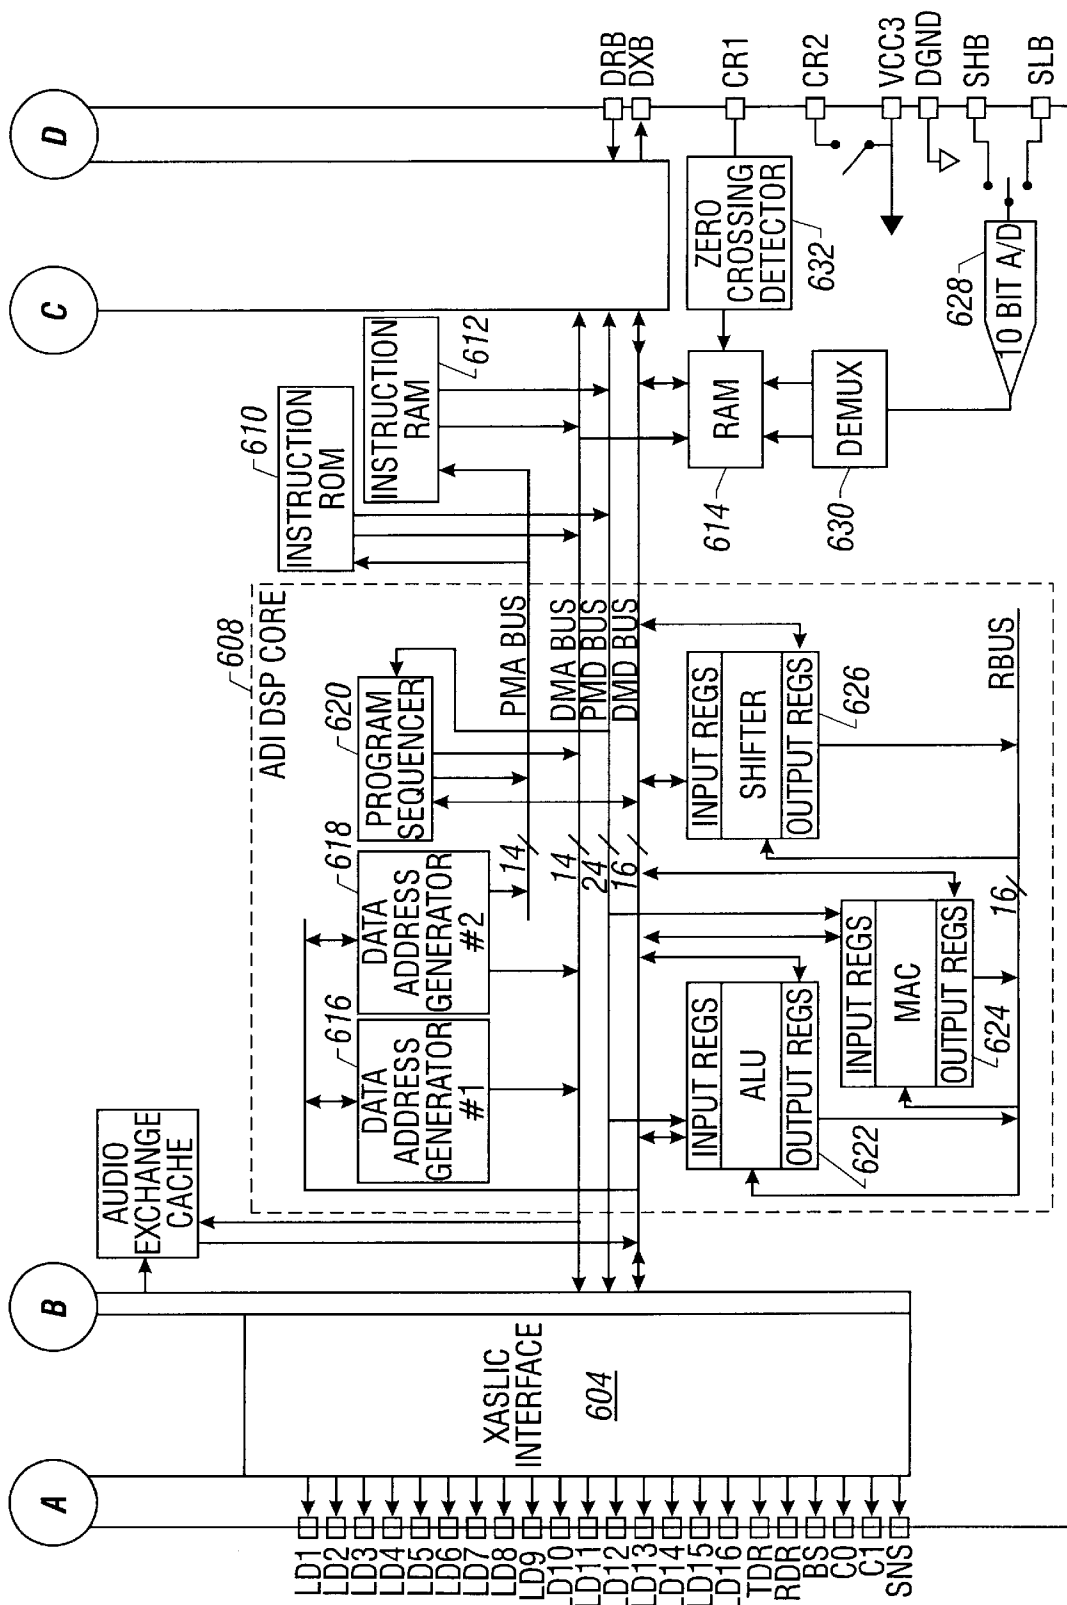 A
B
C
D
LD1
LD2
LD3
LD4
LD5
LD6
LD7
LD8
LD9
LD10
LD11
LD12
LD13
LD14
LD15
LD16
TDR
RDR
BS
C0
C1
SNS
XASLIC
INTERFACE
604
AUDIO
EXCHANGE
CACHE
608
ADI DSP CORE
616
DATA
ADDRESS
GENERATOR
#1
618
DATA
ADDRESS
GENERATOR
#2
620
PROGRAM
SEQUENCER
14
PMA BUS
14
DMA BUS
24
PMD BUS
16
DMD BUS
INPUT REGS
ALU
OUTPUT REGS
622
INPUT REGS
MAC
OUTPUT REGS
624
INPUT REGS
SHIFTER
OUTPUT REGS
626
16
RBUS
610
INSTRUCTION
ROM
612
INSTRUCTION
RAM
RAM
614
DEMUX
630
ZERO
CROSSING
DETECTOR
632
628
10 BIT A/D
DRB
DXB
CR1
CR2
VCC3
DGND
SHB
SLB